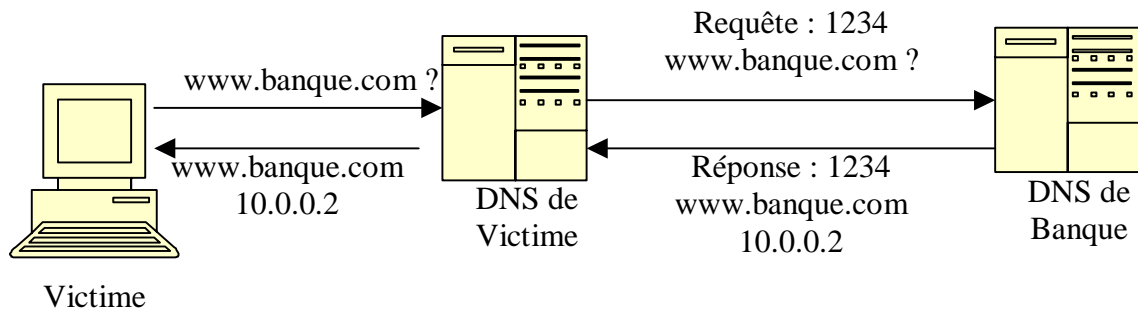 www.banque.com ?
www.banque.com
10.0.0.2
Victime
DNS de
Victime
Requête : 1234
www.banque.com ?
Réponse : 1234
www.banque.com
10.0.0.2
DNS de
Banque